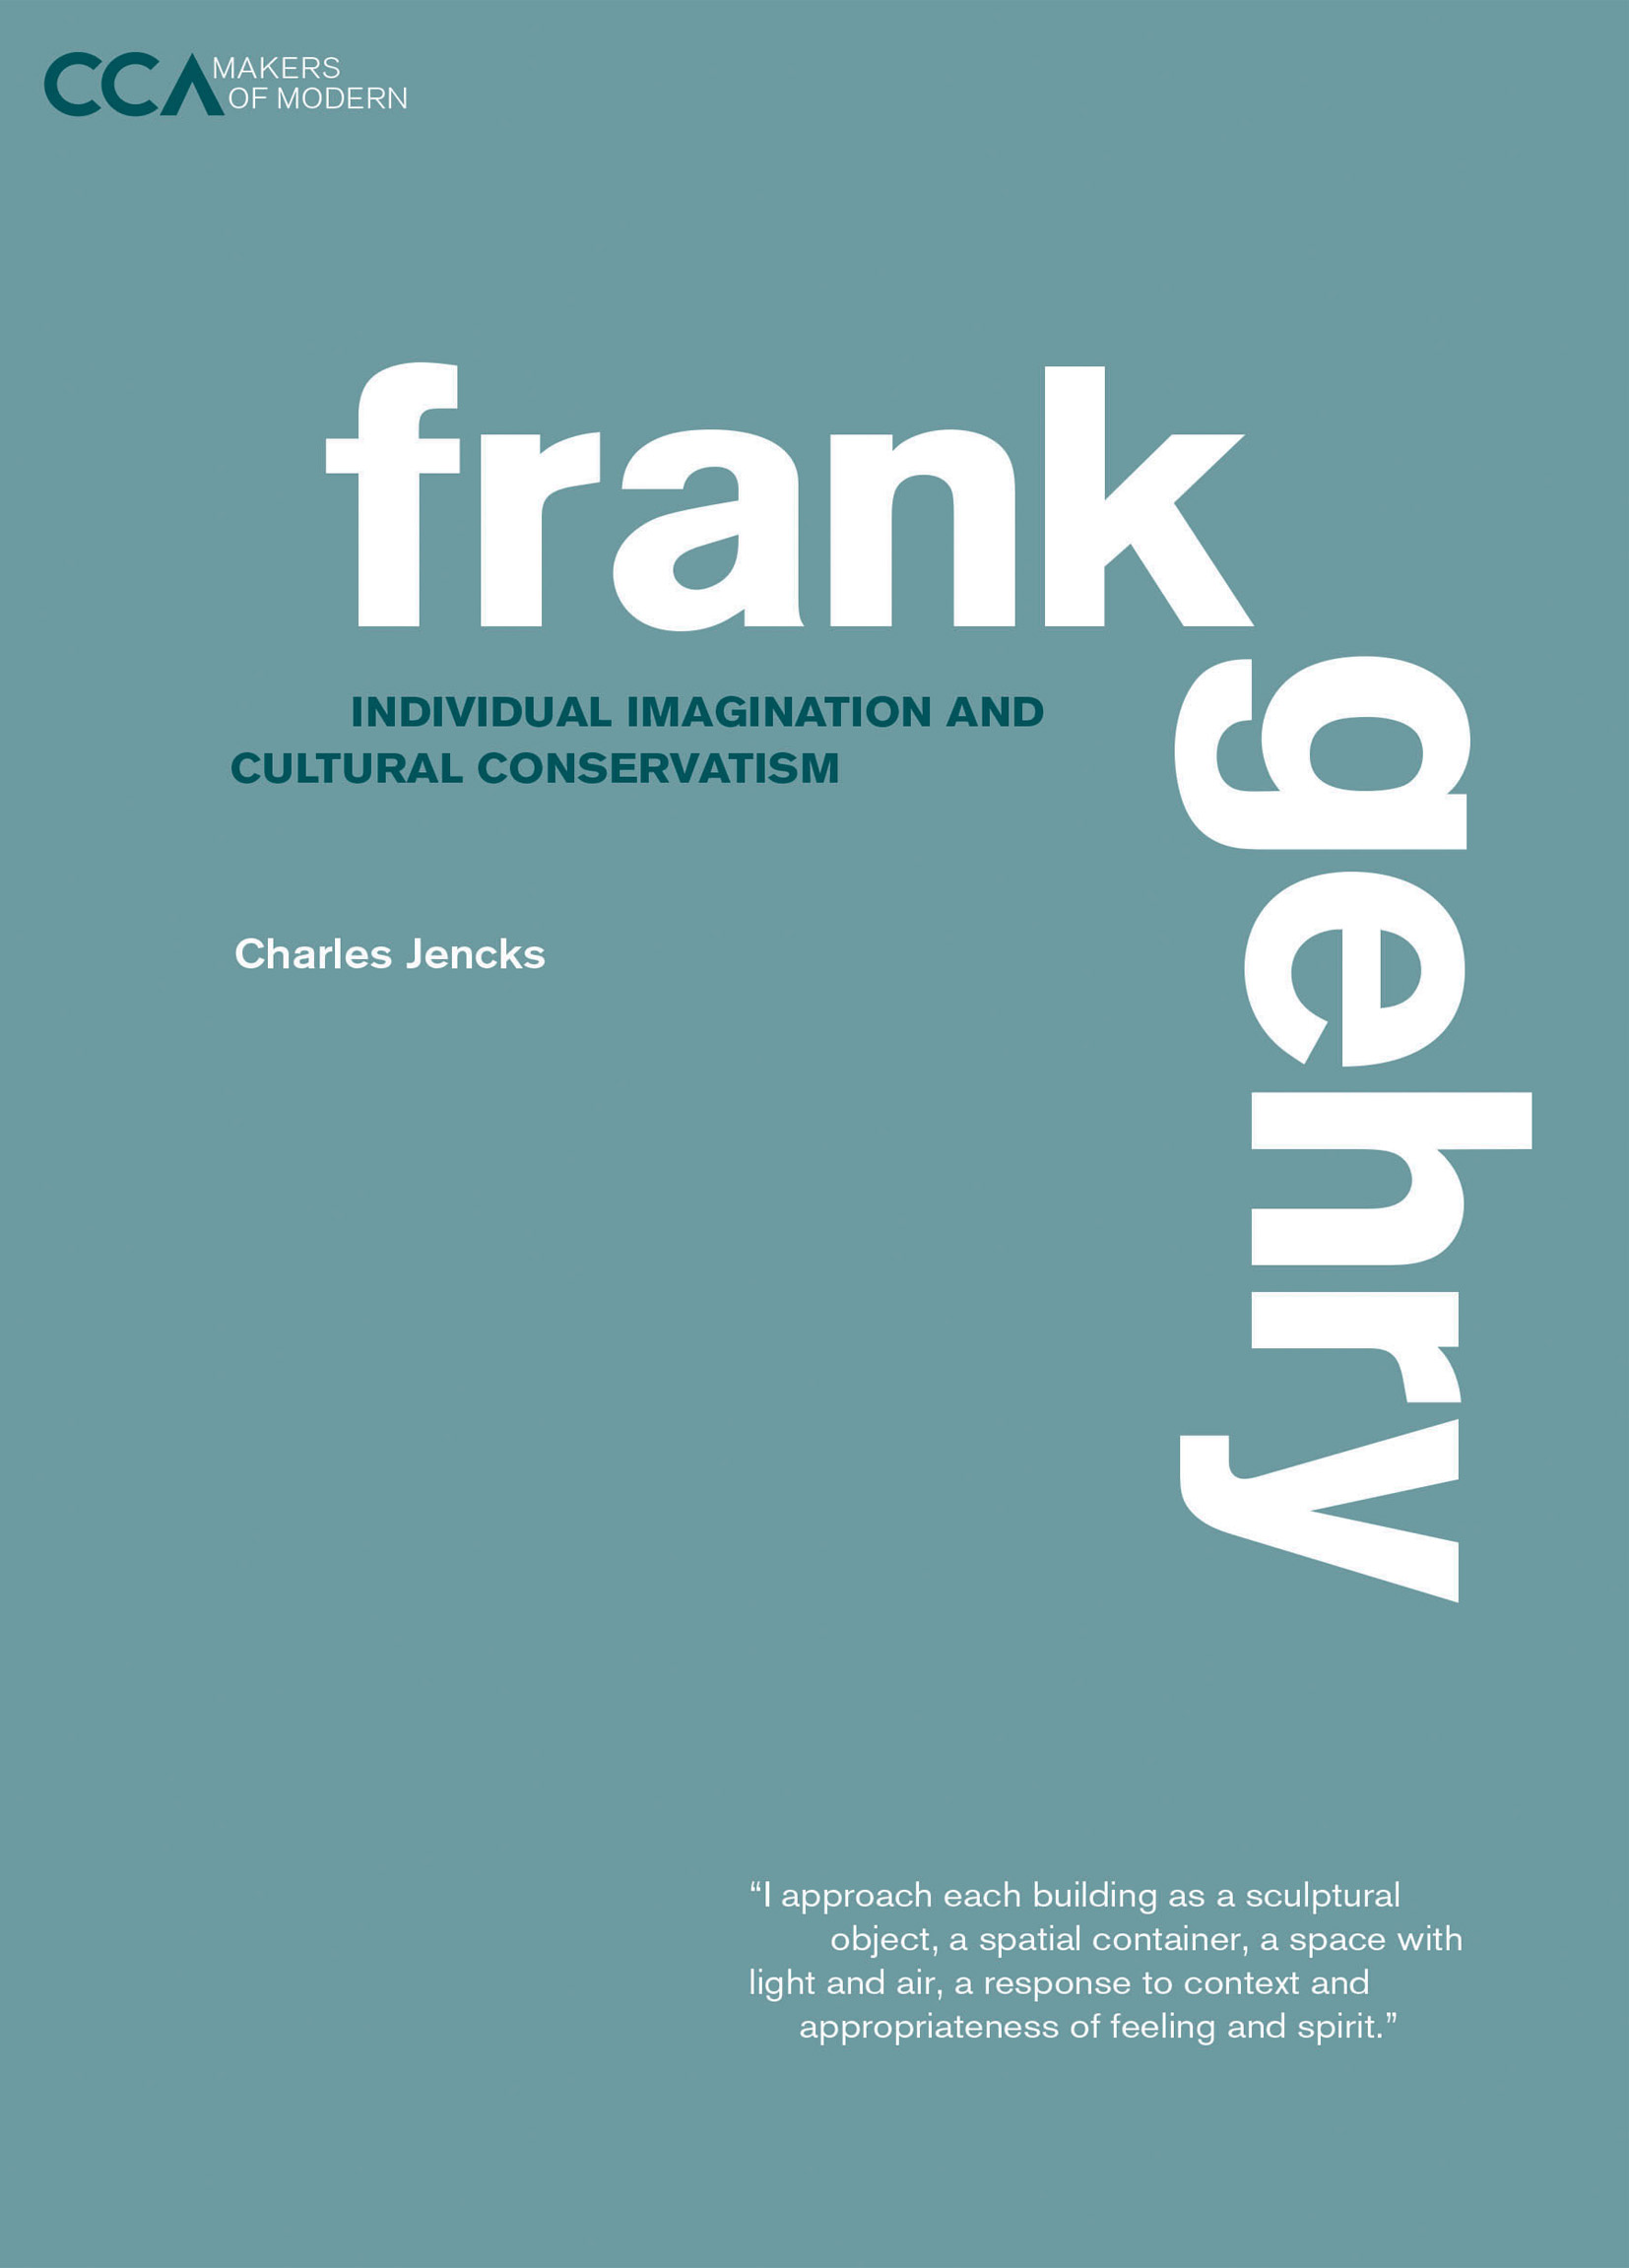 CCA MAKERS
OF MODERN
frank
gehry
INDIVIDUAL IMAGINATION AND
CULTURAL CONSERVATISM
Charles Jencks
“I approach each building as a sculptural
object, a spatial container, a space with
light and air, a response to context and
appropriateness of feeling and spirit.”